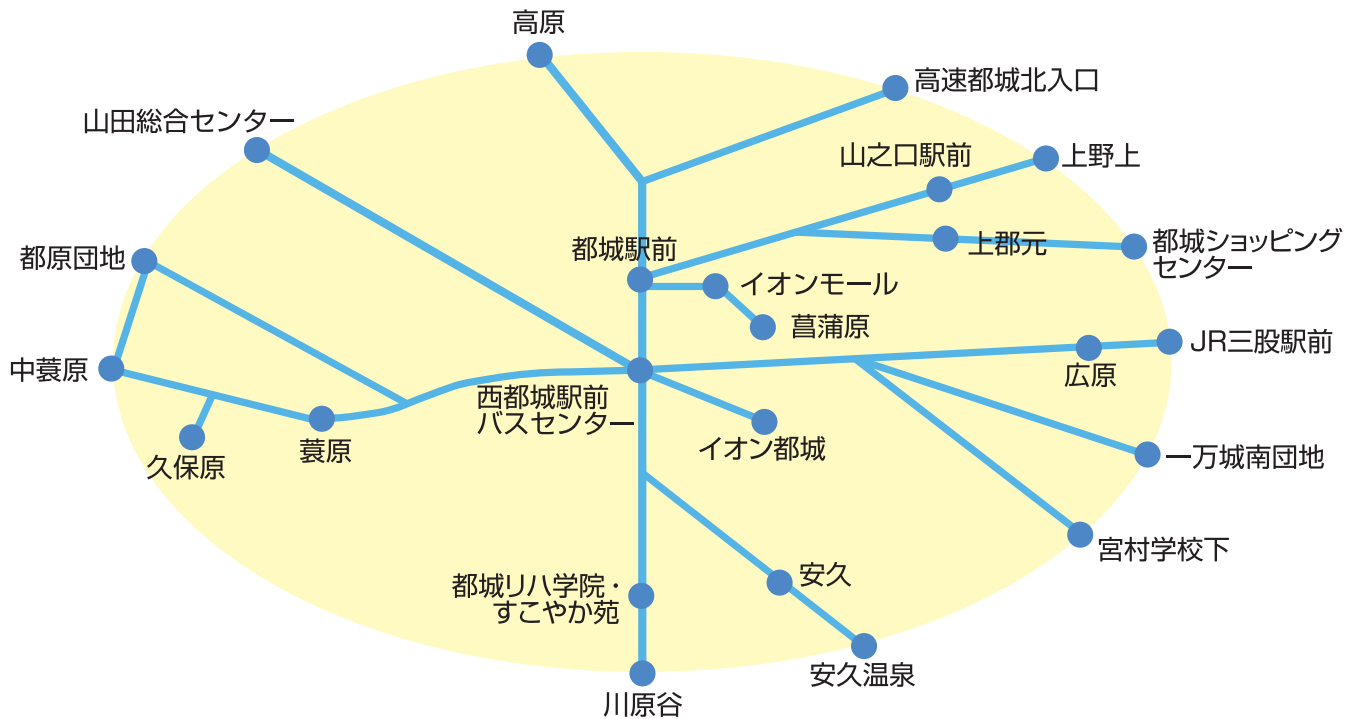 高原
高速都城北入口
山田総合センター
山之口駅前
上野上
都原団地
都城駅前
上郡元
都城ショッピング
センター
イオンモール
菖蒲原
JR三股駅前
中蓑原
広原
西都城駅前
バスセンター
イオン都城
久保原
蓑原
一万城南団地
宮村学校下
都城リハ学院・
すこやか苑
安久
安久温泉
川原谷